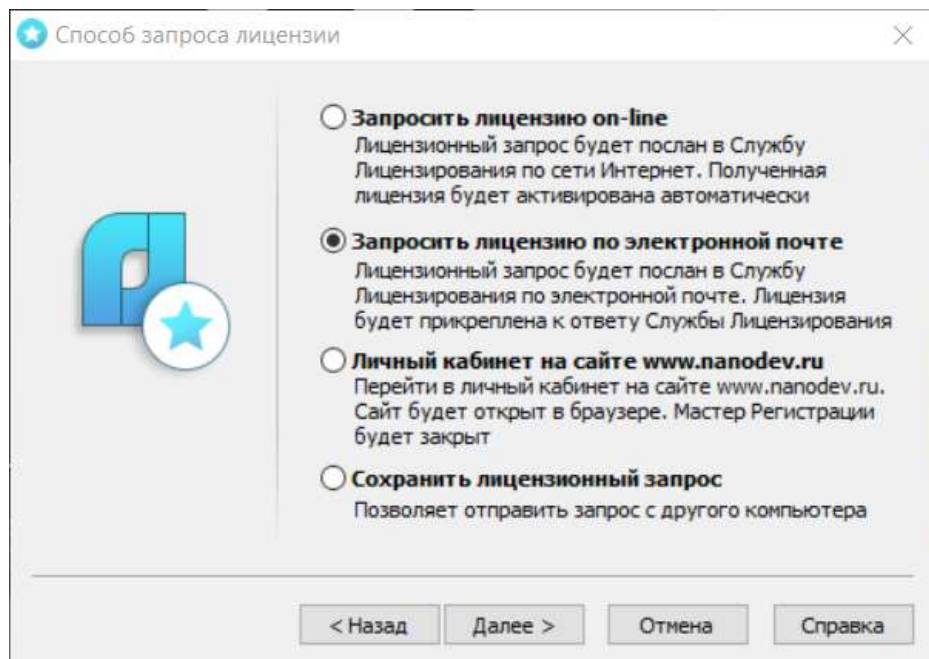 Способ запроса лицензии
Запросить лицензию on-line
Лицензионный запрос будет послан в Службу
Лицензирования по сети Интернет. Полученная
лицензия будет активирована автоматически
Запросить лицензию по электронной почте
Лицензионный запрос будет послан в Службу
Лицензирования по электронной почте. Лицензия
будет прикреплена к ответу Службы Лицензирования
Личный кабинет на сайте www.nanodev.ru
Перейти в личный кабинет на сайте www.nanodev.ru.
Сайт будет открыт в браузере. Мастер Регистрации
будет закрыт
Сохранить лицензионный запрос
Позволяет отправить запрос с другого компьютера
< Назад Далее > Отмена Справка